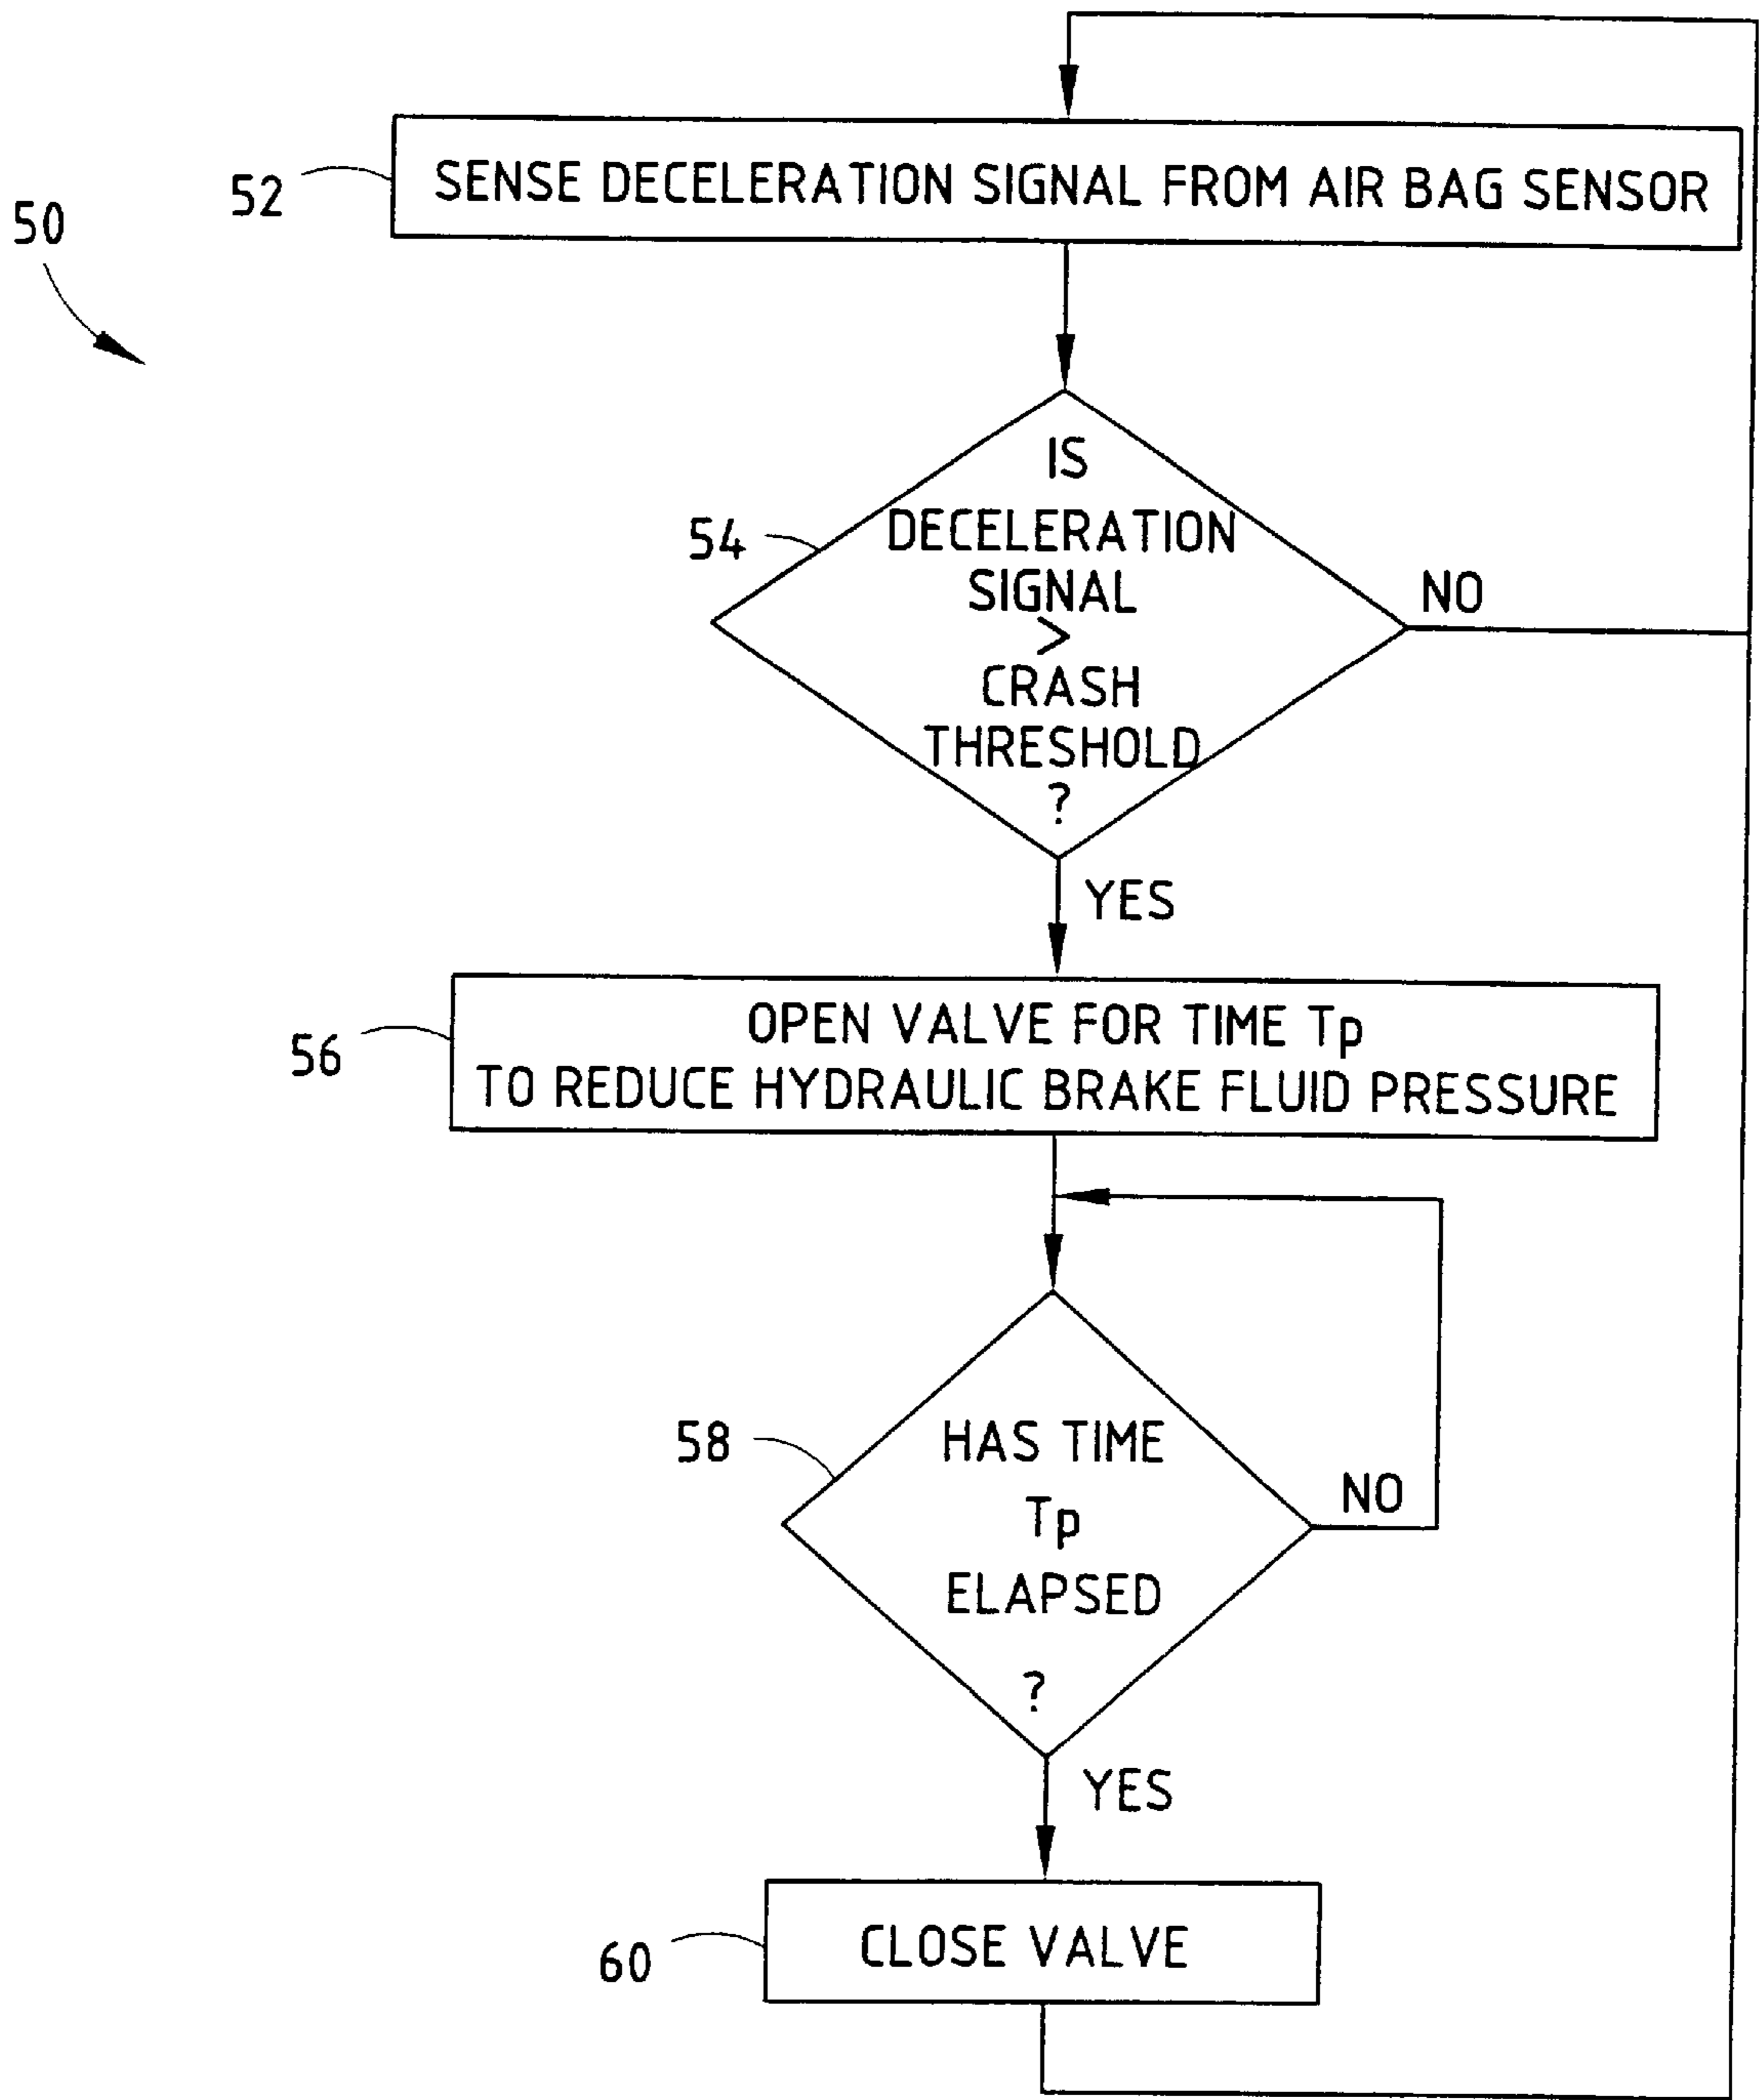 50
52
SENSE DECELERATION SIGNAL FROM AIR BAG SENSOR
54
IS
DECELERATION
SIGNAL
>
CRASH
THRESHOLD
?
NO
YES
56
OPEN VALVE FOR TIME Tp
TO REDUCE HYDRAULIC BRAKE FLUID PRESSURE
58
HAS TIME
Tp
ELAPSED
?
NO
YES
60
CLOSE VALVE